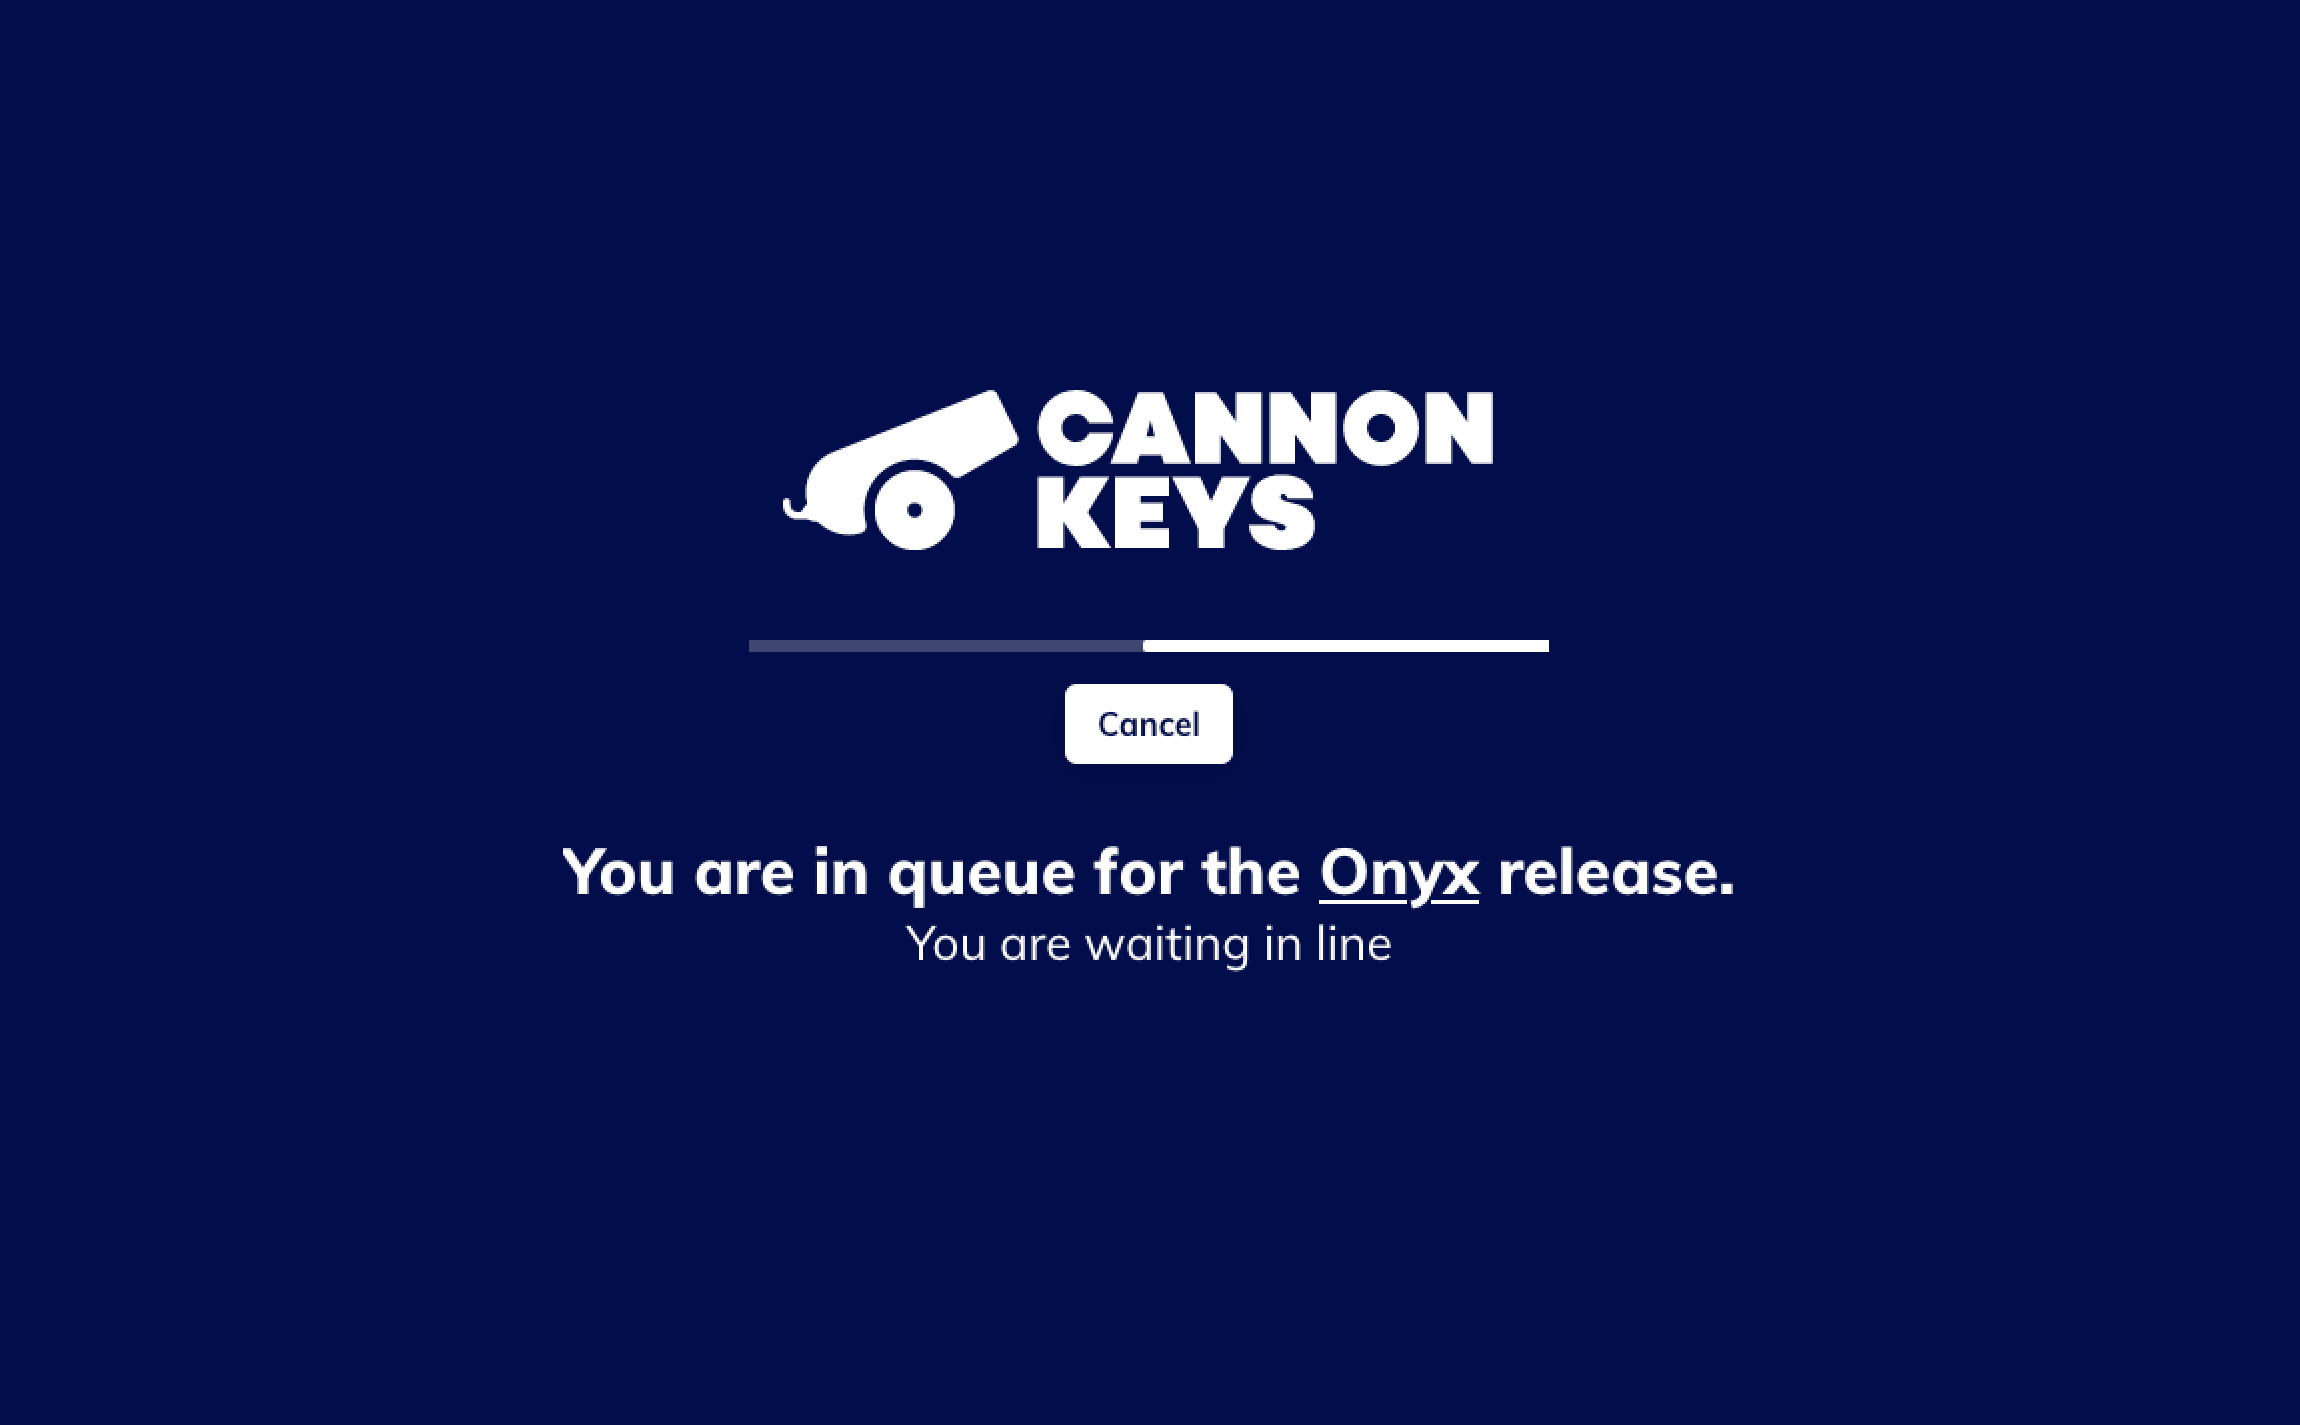 CANNON
KEYS
Cancel
You are in queue for the Onyx release.
You are waiting in line